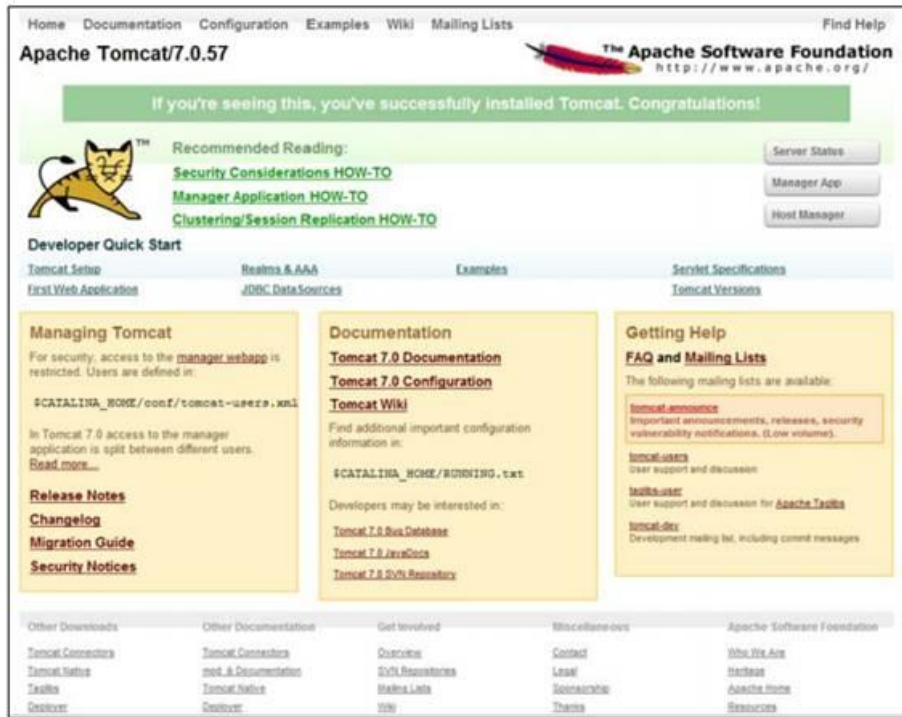 Home Documentation Configuration Examples Wiki Mailing Lists Find Help
Apache Tomcat/7.0.57
The Apache Software Foundation
http://www.apache.org/
If you're seeing this, you've successfully installed Tomcat. Congratulations!
TM
Recommended Reading:
Security Considerations HOW-TO
Manager Application HOW-TO
Clustering/Session Replication HOW-TO
Server Status
Manager App
Host Manager
Developer Quick Start
Tomcat Setup Realms & AAA Examples Servlet Specifications
First Web Application JDBC DataSources Tomcat Versions
Managing Tomcat
For security, access to the manager webapp is
restricted. Users are defined in:
$CATALINA_HOME/conf/tomcat-users.xml
In Tomcat 7.0 access to the manager
application is split between different users.
Read more...
Release Notes
Changelog
Migration Guide
Security Notices
Documentation
Tomcat 7.0 Documentation
Tomcat 7.0 Configuration
Tomcat Wiki
Find additional important configuration
information in:
$CATALINA_HOME/RUNNING.txt
Developers may be interested in:
Tomcat 7.0 Bug Database
Tomcat 7.0 JavaDocs
Tomcat 7.0 SVN Repository
Getting Help
FAQ and Mailing Lists
The following mailing lists are available:
tomcat-announce
Important announcements, releases, security
vulnerability notifications. (Low volume).
tomcat-users
User support and discussion
taglibs-user
User support and discussion for Apache Taglibs
tomcat-dev
Development mailing list, including commit messages
Other Downloads Other Documentation Get Involved Miscellaneous Apache Software Foundation
Tomcat Connectors Tomcat Connectors Overview Contact Who We Are
Tomcat Native mod_jk Documentation SVN Repositories Legal Heritage
Taglibs Tomcat Native Mailing Lists Sponsorship Apache Home
Deployer Deployer Wiki Thanks Resources